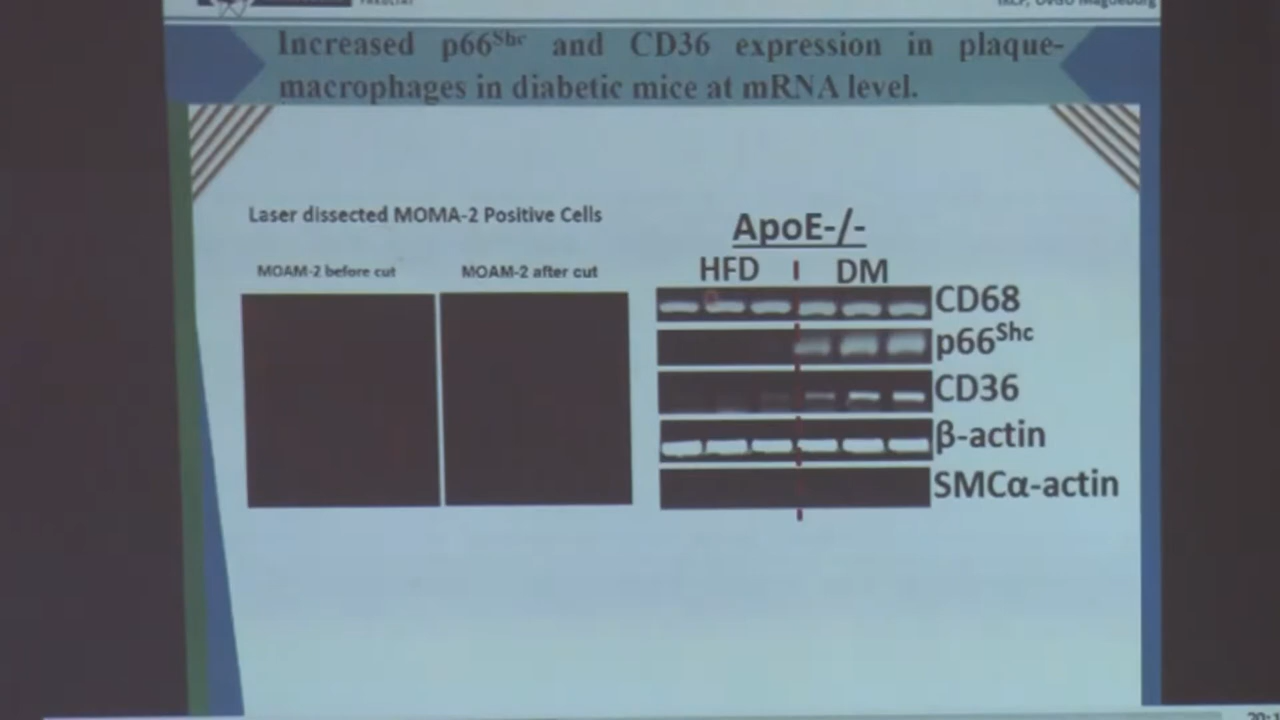 Increased p66Shc and CD36 expression in plaque-
macrophages in diabetic mice at mRNA level.
Laser dissected MOMA-2 Positive Cells
MOAM-2 before cut
MOAM-2 after cut
ApoE-/-
HFD I DM
CD68
p66Shc
CD36
β-actin
SMCα-actin